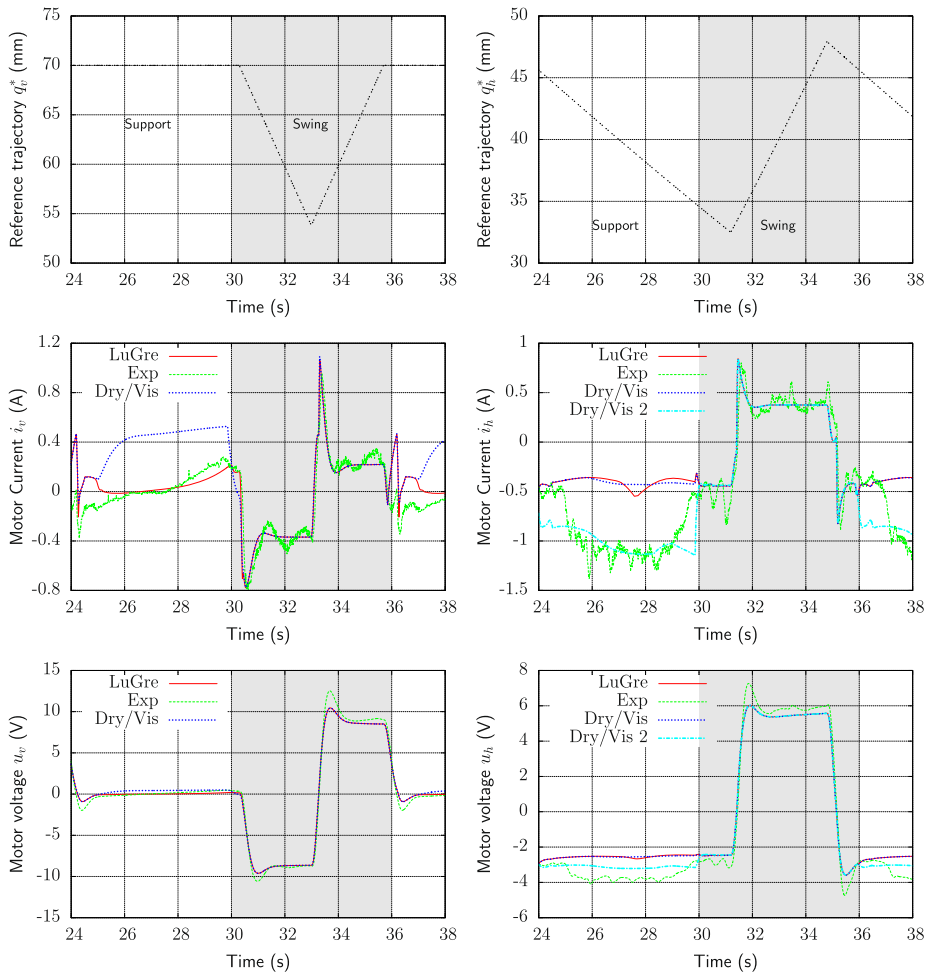 75
70
65
60
55
50
24 26 28 30 32 34 36 38
Reference trajectory q*v (mm)
Time (s)
Support
Swing
50
45
40
35
30
24 26 28 30 32 34 36 38
Reference trajectory q*h (mm)
Time (s)
Support
Swing
1.2
0.8
0.4
0
-0.4
-0.8
24 26 28 30 32 34 36 38
Motor Current iv (A)
Time (s)
LuGre
Exp
Dry/Vis
1
0.5
0
-0.5
-1
-1.5
24 26 28 30 32 34 36 38
Motor Current ih (A)
Time (s)
LuGre
Exp
Dry/Vis
Dry/Vis 2
15
10
5
0
-5
-10
-15
24 26 28 30 32 34 36 38
Motor voltage uv (V)
Time (s)
LuGre
Exp
Dry/Vis
8
6
4
2
0
-2
-4
-6
24 26 28 30 32 34 36 38
Motor voltage uh (V)
Time (s)
LuGre
Exp
Dry/Vis
Dry/Vis 2